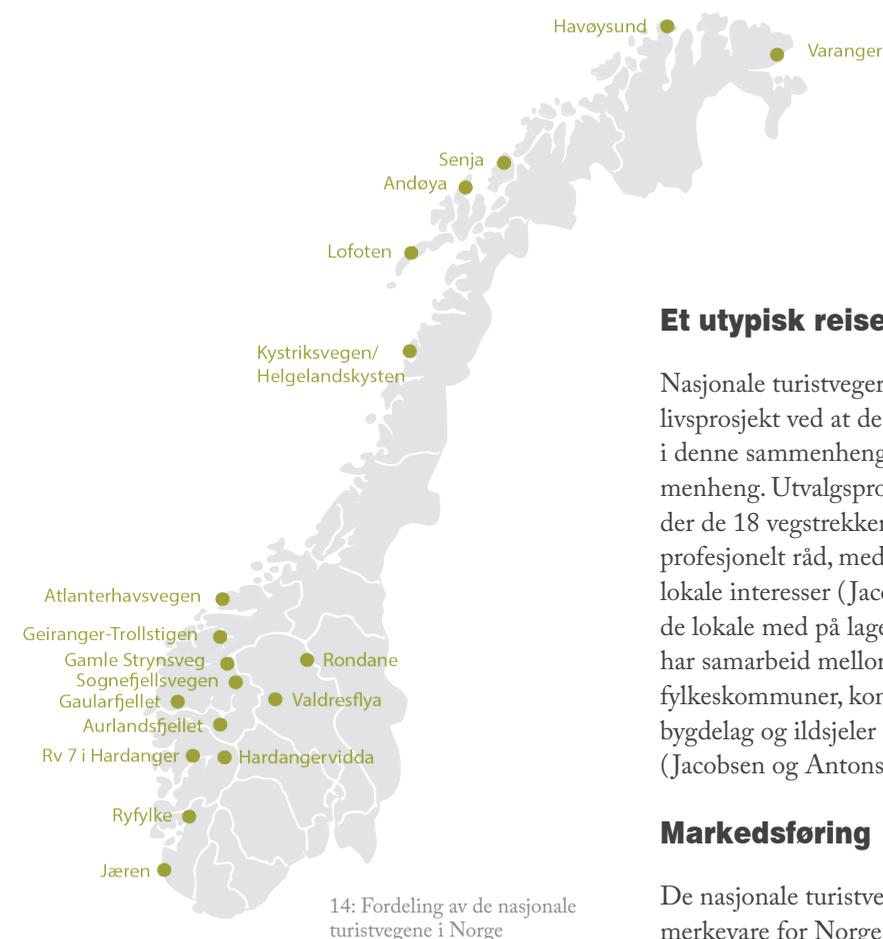 Havøysund
Varanger
Senja
Andøya
Lofoten
Kystriksvegen/
Helgelandskysten
Atlanterhavsvegen
Geiranger-Trollstigen
Gamle Strynsveg
Rondane
Sognefjellsvegen
Gaularfjellet
Valdresflya
Aurlandsfjellet
Rv 7 i Hardanger
Hardangervidda
Ryfylke
Jæren
14: Fordeling av de nasjonale
turistvegene i Norge
Et utypisk reise
Nasjonale turistveger
livsprosjekt ved at de
i denne sammenheng
menheng. Utvalgspro
der de 18 vegstrekker
profesjonelt råd, med
lokale interesser (Jaco
de lokale med på lage
har samarbeid mellom
fylkeskommuner, kom
bygdelag og ildsjeler
(Jacobsen og Antons
Markedsføring
De nasjonale turistve
merkevare for Norge